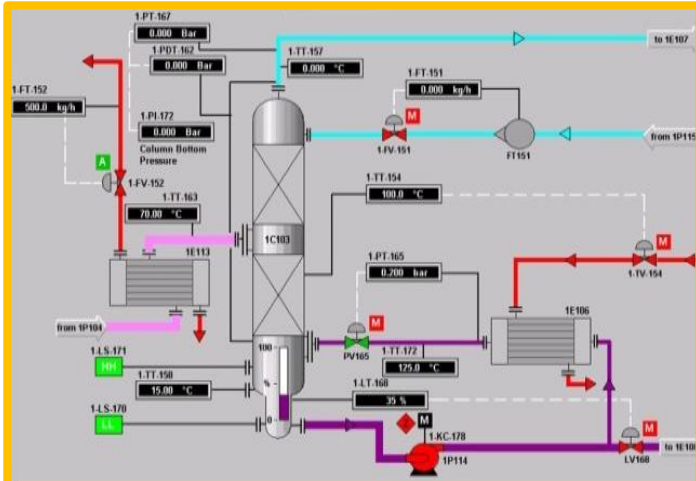 1-PT-167
0.000 Bar
to 1E107
1-PDT-162
0.000 Bar
1-TT-157
0.000 °C
1-FT-152
500.0 kg/h
1-FT-151
0.000 kg/h
1-PI-172
0.000 Bar
Column Bottom
Pressure
M
1-FV-151
FT151
from 1P115
A
1-FV-152
1-TT-163
70.00 °C
1-TT-154
100.0 °C
1C103
M
1-TV-154
1E113
1-PT-165
0.200 bar
1E106
from 1P104
M
PV165
1-TT-172
125.0 °C
1-LS-171
HH
100
%
0
1-TT-150
15.00 °C
1-LT-168
35 %
1-LS-170
LL
M
1-KC-178
1P114
M
LV168